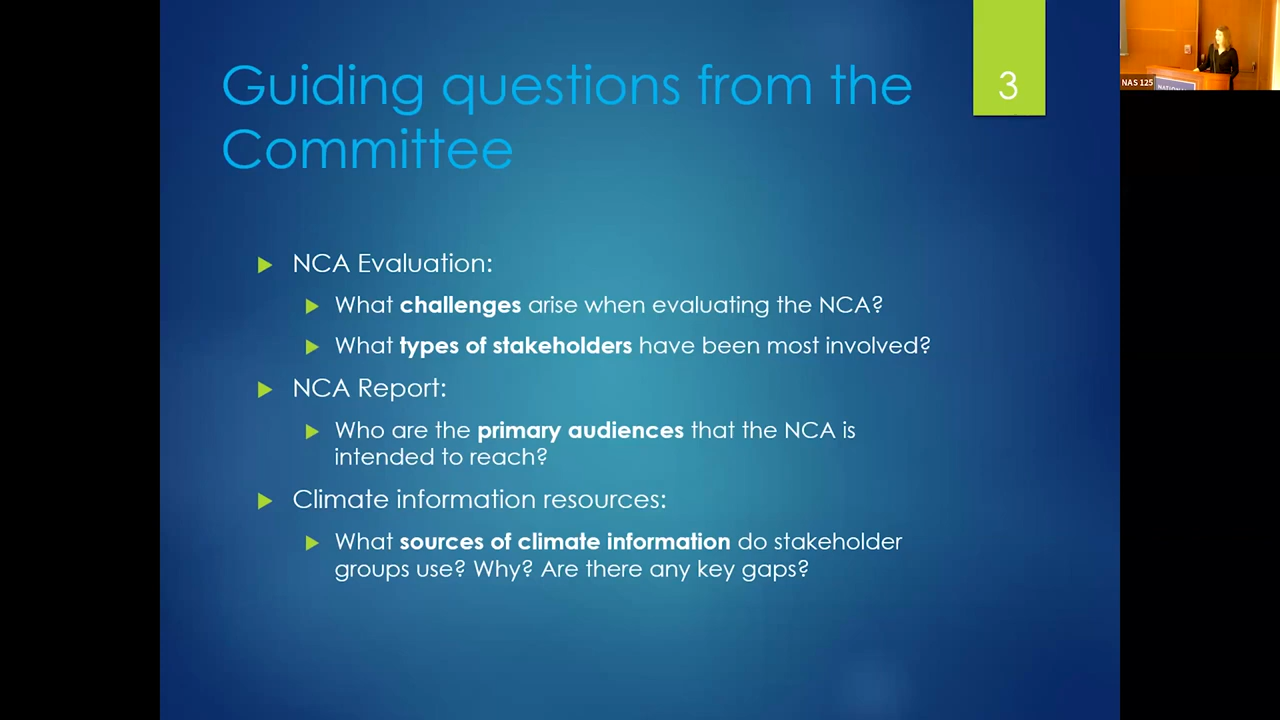 Guiding questions from the
Committee
3
NAS 125
NCA Evaluation:
What challenges arise when evaluating the NCA?
What types of stakeholders have been most involved?
NCA Report:
Who are the primary audiences that the NCA is
intended to reach?
Climate information resources:
What sources of climate information do stakeholder
groups use? Why? Are there any key gaps?